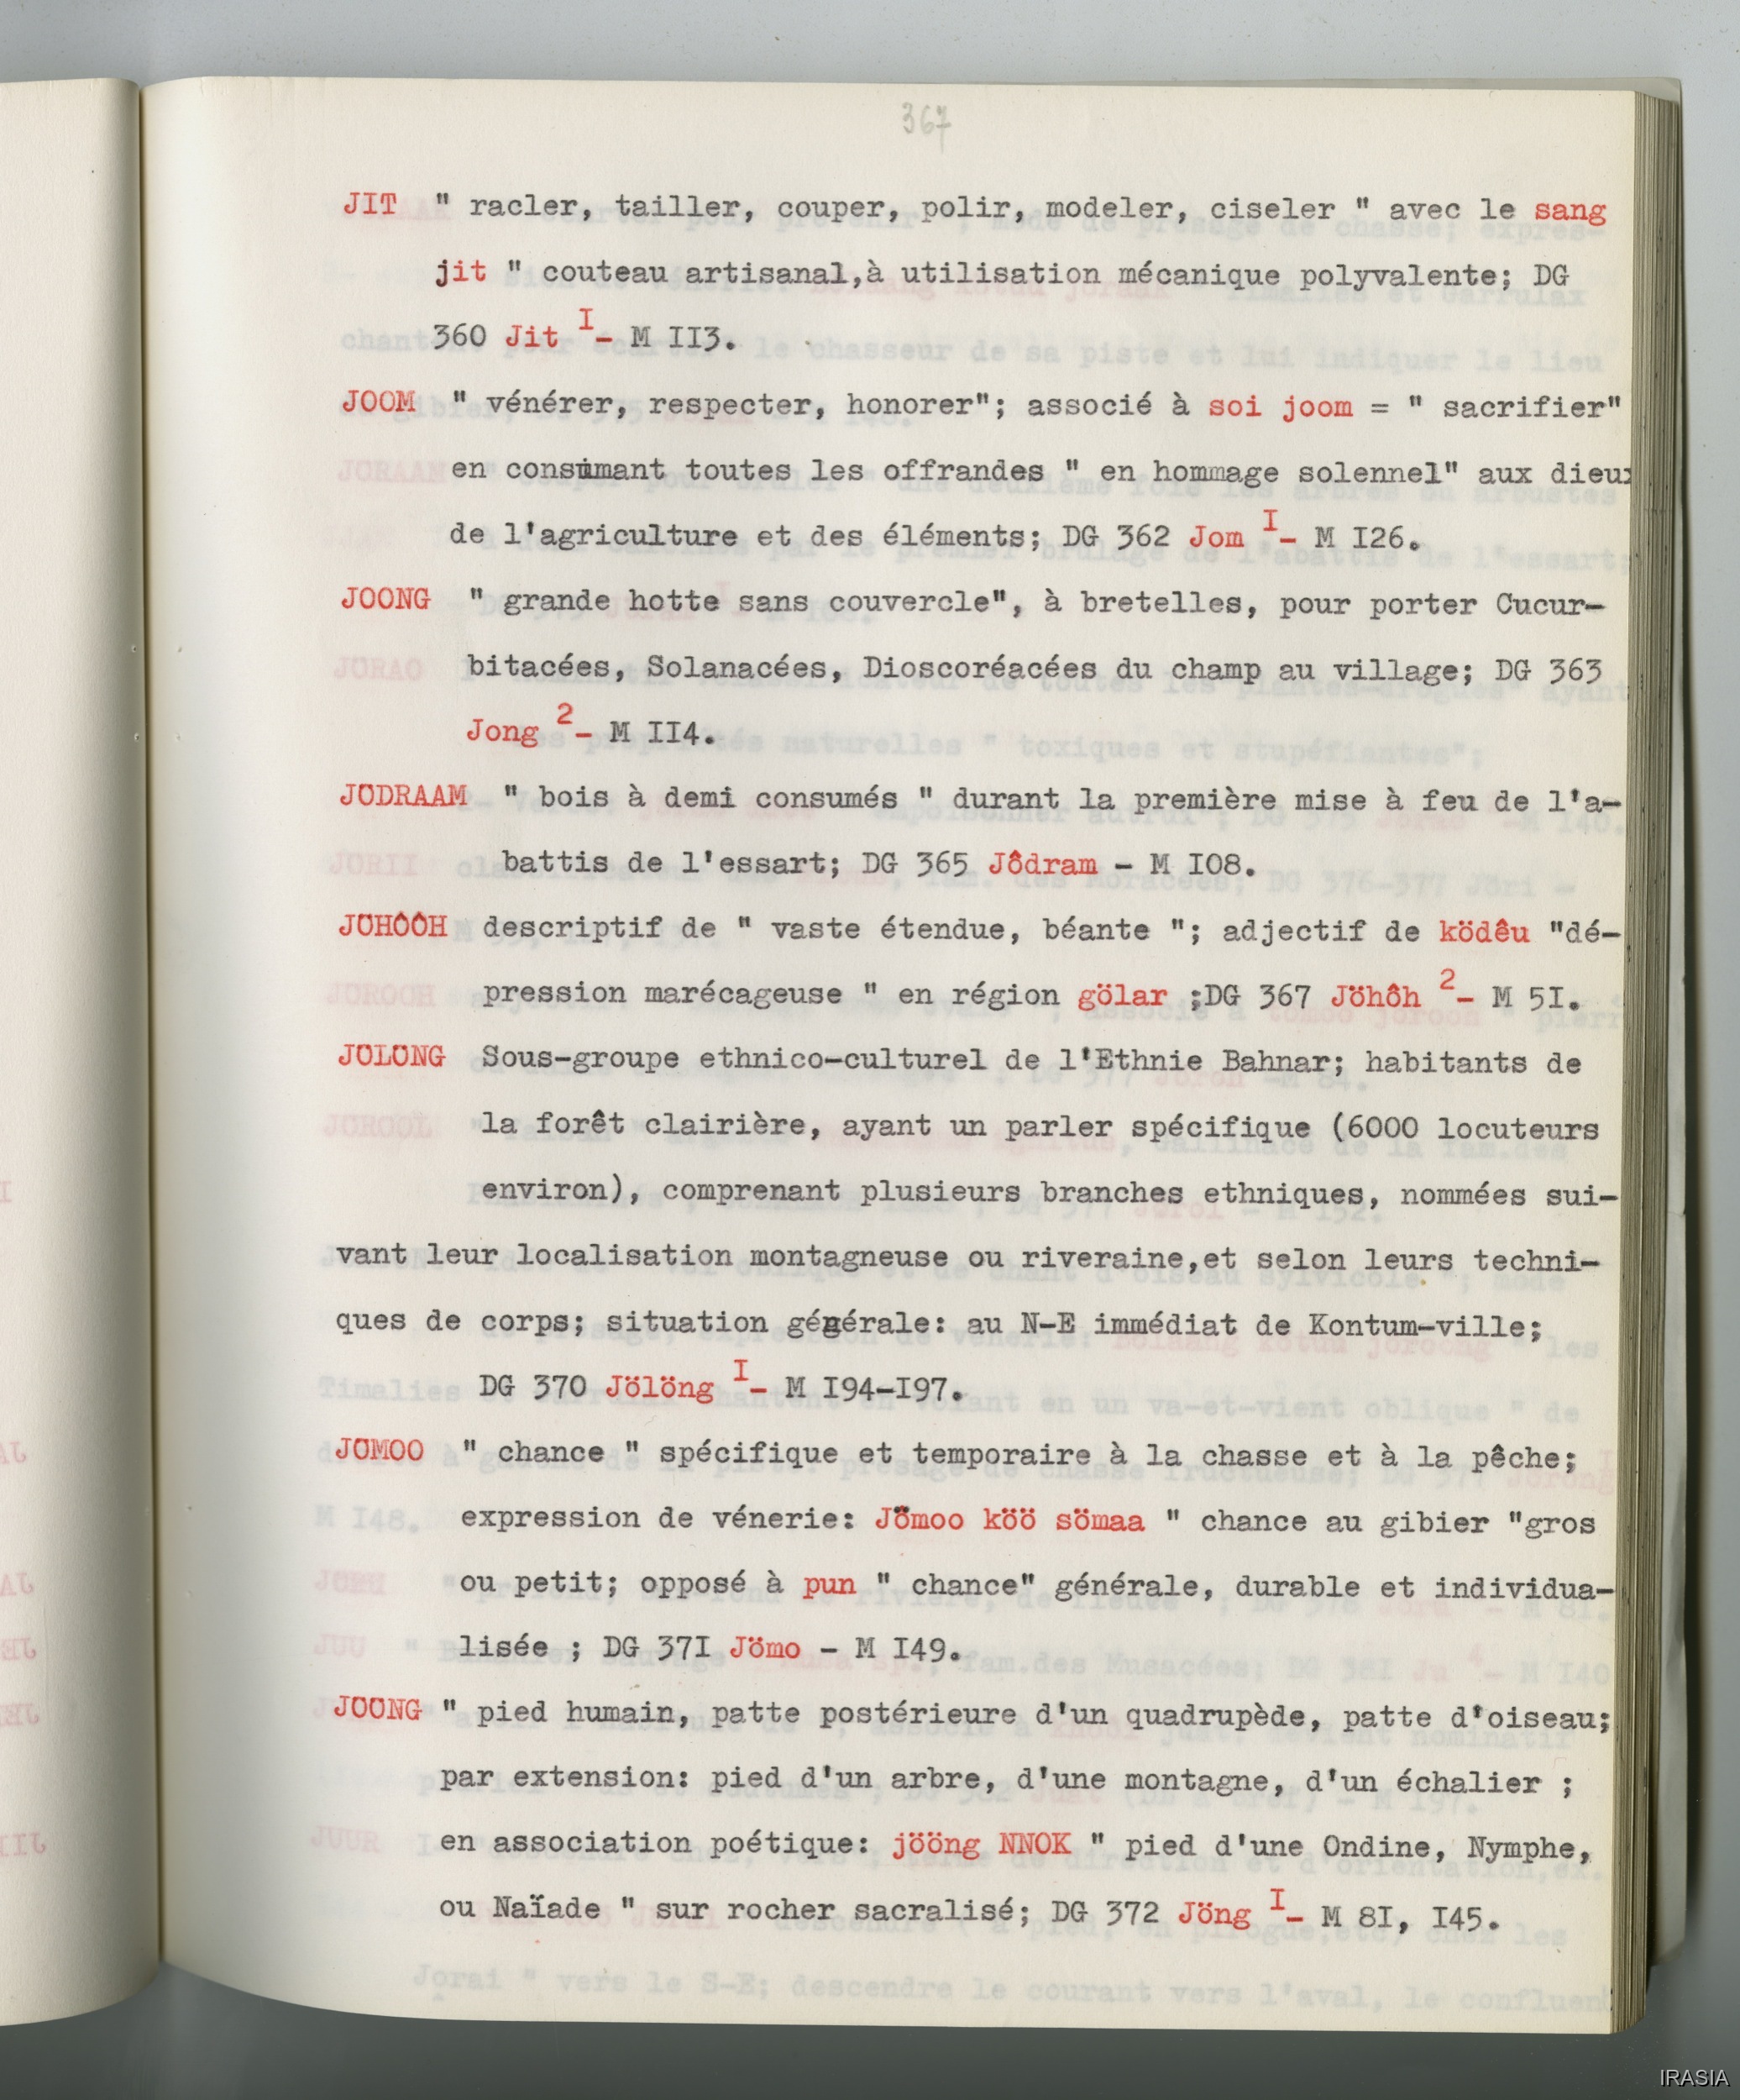 367
JIT " racler, tailler, couper, polir, modeler, ciseler " avec le sang
jit " couteau artisanal,à utilisation mécanique polyvalente; DG
360 Jit I- M II3.
JOOM " vénérer, respecter, honorer"; associé à soi joom = " sacrifier"
en consumant toutes les offrandes " en hommage solennel" aux dieux
de l'agriculture et des éléments; DG 362 Jom I- M I26.
JOONG " grande hotte sans couvercle", à bretelles, pour porter Cucur-
bitacées, Solanacées, Dioscoréacées du champ au village; DG 363
Jong 2- M II4.
JÖDRAAM " bois à demi consumés " durant la première mise à feu de l'a-
battis de l'essart; DG 365 Jôdram - M IO8.
JÖHÔÔH descriptif de " vaste étendue, béante "; adjectif de ködêu "dé-
pression marécageuse " en région gölar ;DG 367 Jöhôh 2- M 5I.
JÖLÖNG Sous-groupe ethnico-culturel de l'Ethnie Bahnar; habitants de
la forêt clairière, ayant un parler spécifique (6000 locuteurs
environ), comprenant plusieurs branches ethniques, nommées sui-
vant leur localisation montagneuse ou riveraine,et selon leurs techni-
ques de corps; situation générale: au N-E immédiat de Kontum-ville;
DG 370 Jölöng I- M I94-I97.
JÖMOO " chance " spécifique et temporaire à la chasse et à la pêche;
expression de vénerie: Jömoo köö sömaa " chance au gibier "gros
ou petit; opposé à pun " chance" générale, durable et individua-
lisée ; DG 37I Jömo - M I49.
JÖÖNG " pied humain, patte postérieure d'un quadrupède, patte d'oiseau;
par extension: pied d'un arbre, d'une montagne, d'un échalier ;
en association poétique: jööng NNOK " pied d'une Ondine, Nymphe,
ou Naïade " sur rocher sacralisé; DG 372 Jöng I- M 8I, I45.
IRASIA